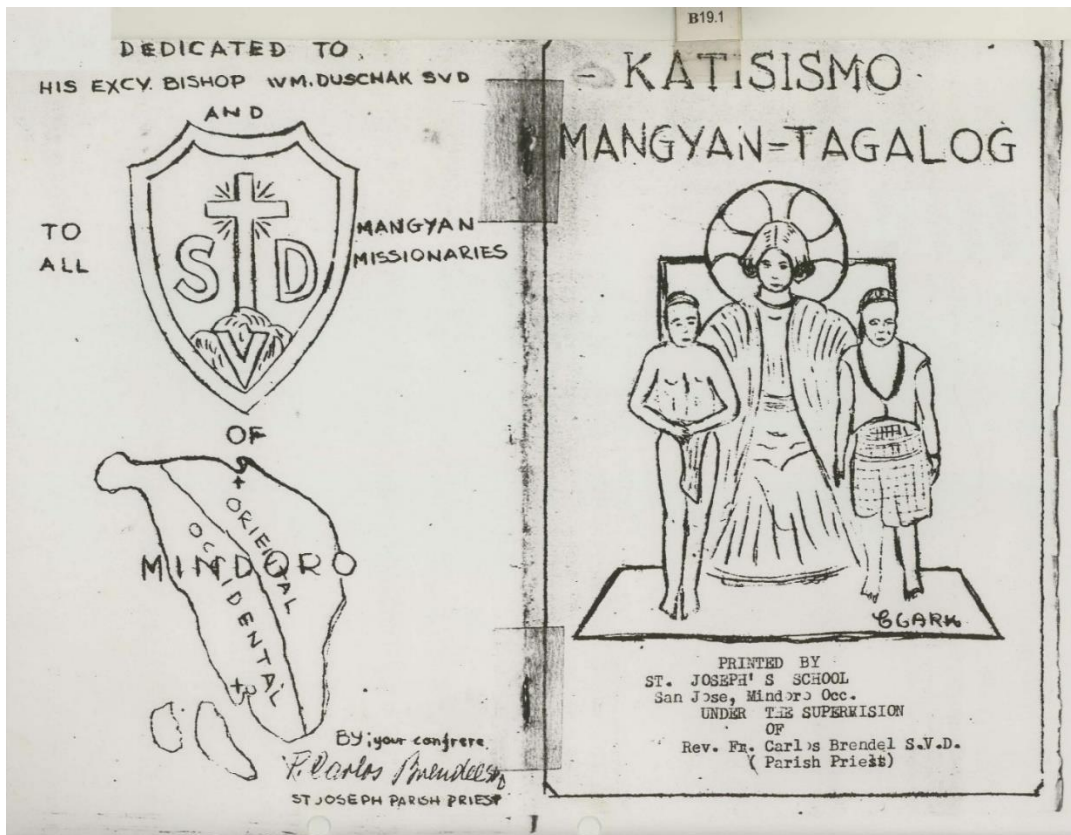 B19.1
DEDICATED TO
HIS EXCY. BISHOP WM. DUSCHAK SVD
AND
TO
ALL
S V D
MANGYAN
MISSIONARIES
OF
MINDORO
ORIENTAL
OCCIDENTAL
BY; your confrere
P. Carlos Brendel SVD
ST JOSEPH PARISH PRIEST
- KATiSISMO
MANGYAN=TAGALOG
PRINTED BY
ST. JOSEPH'S SCHOOL
San Jose, Mindoro Occ.
UNDER THE SUPERVISION
OF
Rev. Fr. Carlos Brendel S.V.D.
( Parish Priest)